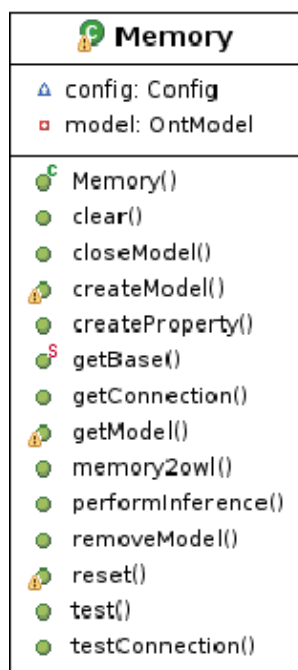 Memory
config: Config
model: OntModel
Memory()
clear()
closeModel()
createModel()
createProperty()
getBase()
getConnection()
getModel()
memory2owl()
performInference()
removeModel()
reset()
test()
testConnection()